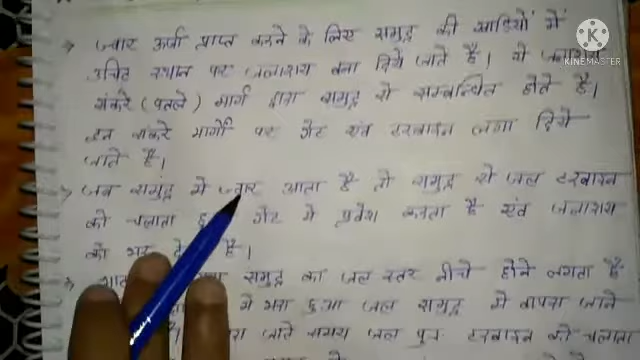 → ज्वार ऊर्जा प्राप्त करने के लिए समुद्र की खाड़ियों में
उचित स्थान पर जलाशय बना दिये जाते है। ये जलाशय
संकरे (पतले) मार्ग द्वारा समुद्र से सम्बन्धित होते है।
इन संकरे मार्गों पर गेट एवं टरबाइन लगा दिये
जाते है।
→ जब समुद्र मे ज्वार आता है तो समुद्र से जल टरबाइन
को चलाता गेट मे प्रवेश करता है एवं जलाशय
को भर है।
समुद्र का जल स्तर नीचे होने लगता है
मे भरा हुआ जल समुद्र मे वापस जाने
जाते समय जल पुनः टरबाइन को चलाता
KINEMASTER